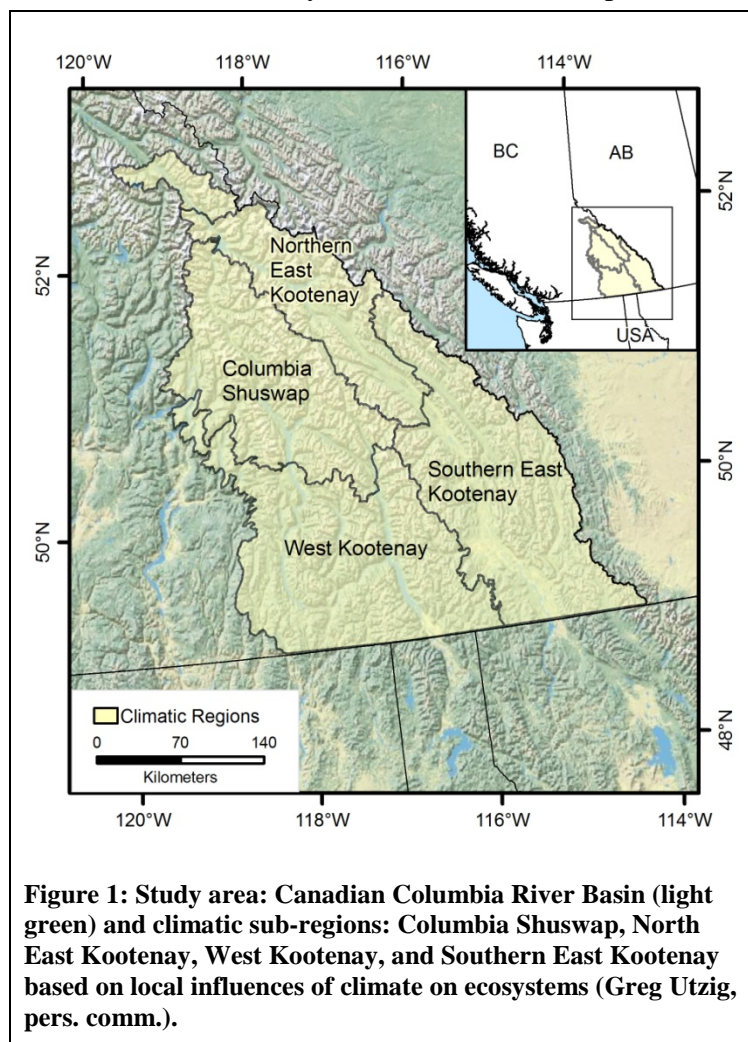 120°W 118°W 116°W 114°W
BC AB
52°N
USA
52°N
Northern
East
Kootenay
Columbia
Shuswap
Southern East
Kootenay
50°N
50°N
West Kootenay
Climatic Regions
0 70 140
Kilometers
48°N
120°W 118°W 116°W 114°W
Figure 1: Study area: Canadian Columbia River Basin (light
green) and climatic sub-regions: Columbia Shuswap, North
East Kootenay, West Kootenay, and Southern East Kootenay
based on local influences of climate on ecosystems (Greg Utzig,
pers. comm.).